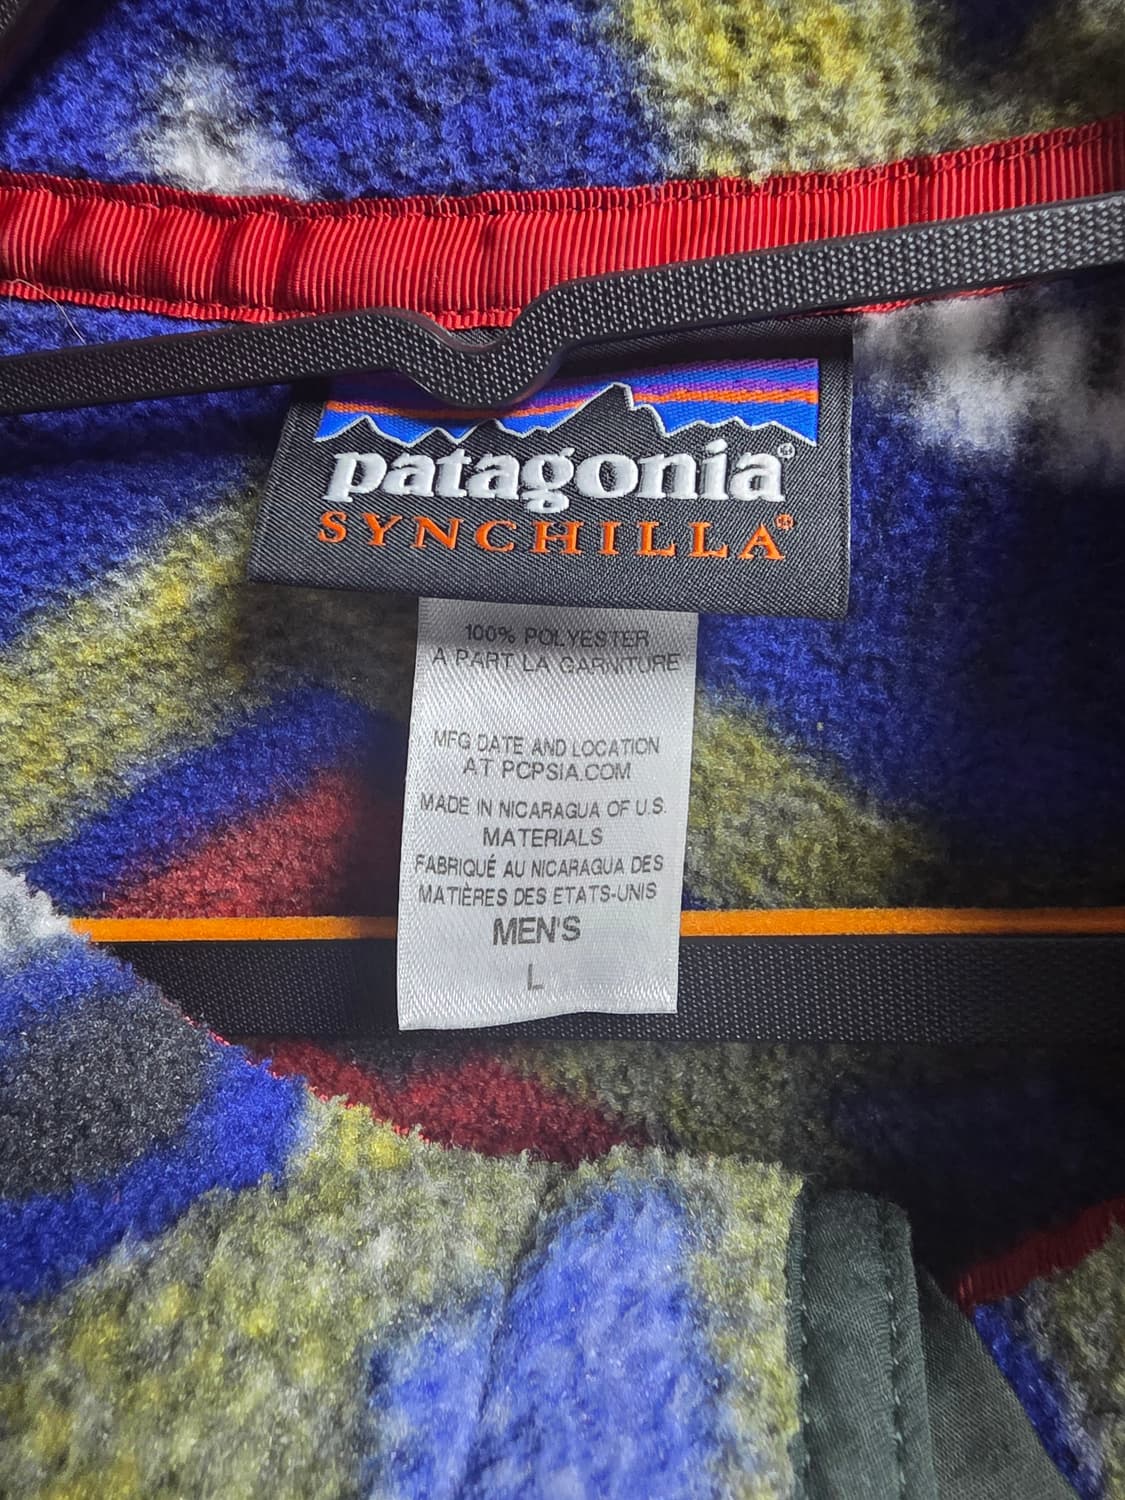 patagonia®
SYNCHILLA®
100% POLYESTER
A PART LA GARNITURE
MFG DATE AND LOCATION
AT PCPSIA.COM
MADE IN NICARAGUA OF U.S.
MATERIALS
FABRIQUÉ AU NICARAGUA DES
MATIÈRES DES ETATS-UNIS
MEN'S
L